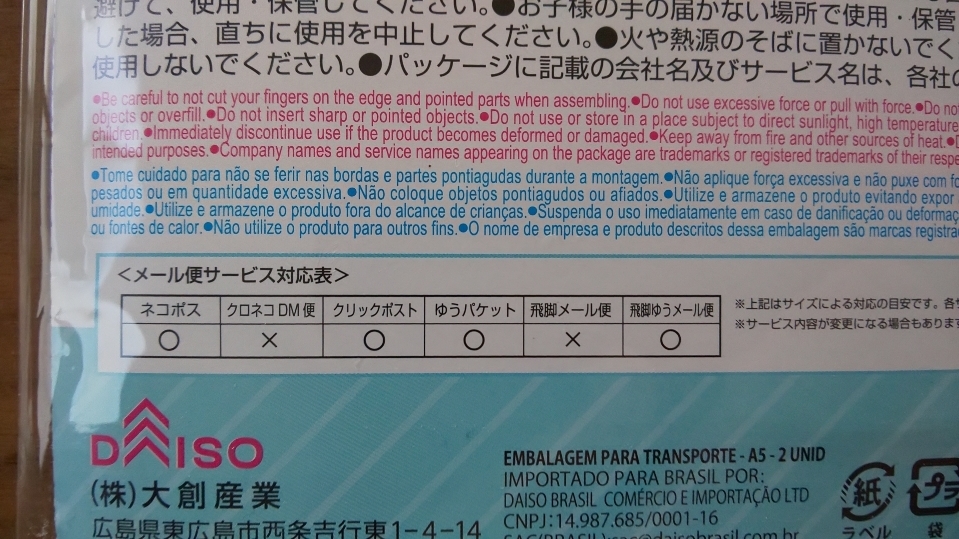 避けて、使用・保管してください。●お子様の手の届かない場所で使用・保管
した場合、直ちに使用を中止してください。●火や熱源のそばに置かないでく
使用しないでください。●パッケージに記載の会社名及びサービス名は、各社の
●Be careful to not cut your fingers on the edge and pointed parts when assembling.●Do not use excessive force or pull with force.●Do not
objects or overfill.●Do not insert sharp or pointed objects.●Do not use or store in a place subject to direct sunlight, high temperature
children.●Immediately discontinue use if the product becomes deformed or damaged.●Keep away from fire and other sources of heat.●
intended purposes.●Company names and service names appearing on the package are trademarks or registered trademarks of their
●Tome cuidado para não se ferir nas bordas e partes pontiagudas durante a montagem.●Não aplique força excessiva e não puxe com
pesados ou em quantidade excessiva.●Não coloque objetos pontiagudos ou afiados.●Utilize e armazene o produto evitando expor
umidade.●Utilize e armazene o produto fora do alcance de crianças.●Suspenda o uso imediatamente em caso de danificação ou
ou fontes de calor.●Não utilize o produto para outros fins.●O nome de empresa e produto descritos dessa embalagem são marcas
<メール便サービス対応表>
ネコポス クロネコDM便 クリックポスト ゆうパケット 飛脚メール便 飛脚ゆうメール便
○ × ○ ○ × ○
※上記はサイズによる対応の目安です。各
※サービス内容が変更になる場合もあります
DAISO
(株)大創産業
広島県東広島市西条吉行東1-4-14
EMBALAGEM PARA TRANSPORTE - A5 - 2 UNID
IMPORTADO PARA BRASIL POR:
DAISO BRASIL COMÉRCIO E IMPORTAÇÃO LTD
CNPJ:14.987.685/0001-16
SAC(BRASIL):sac@daisobrasil.com.br
紙
ラベル
プラ
袋